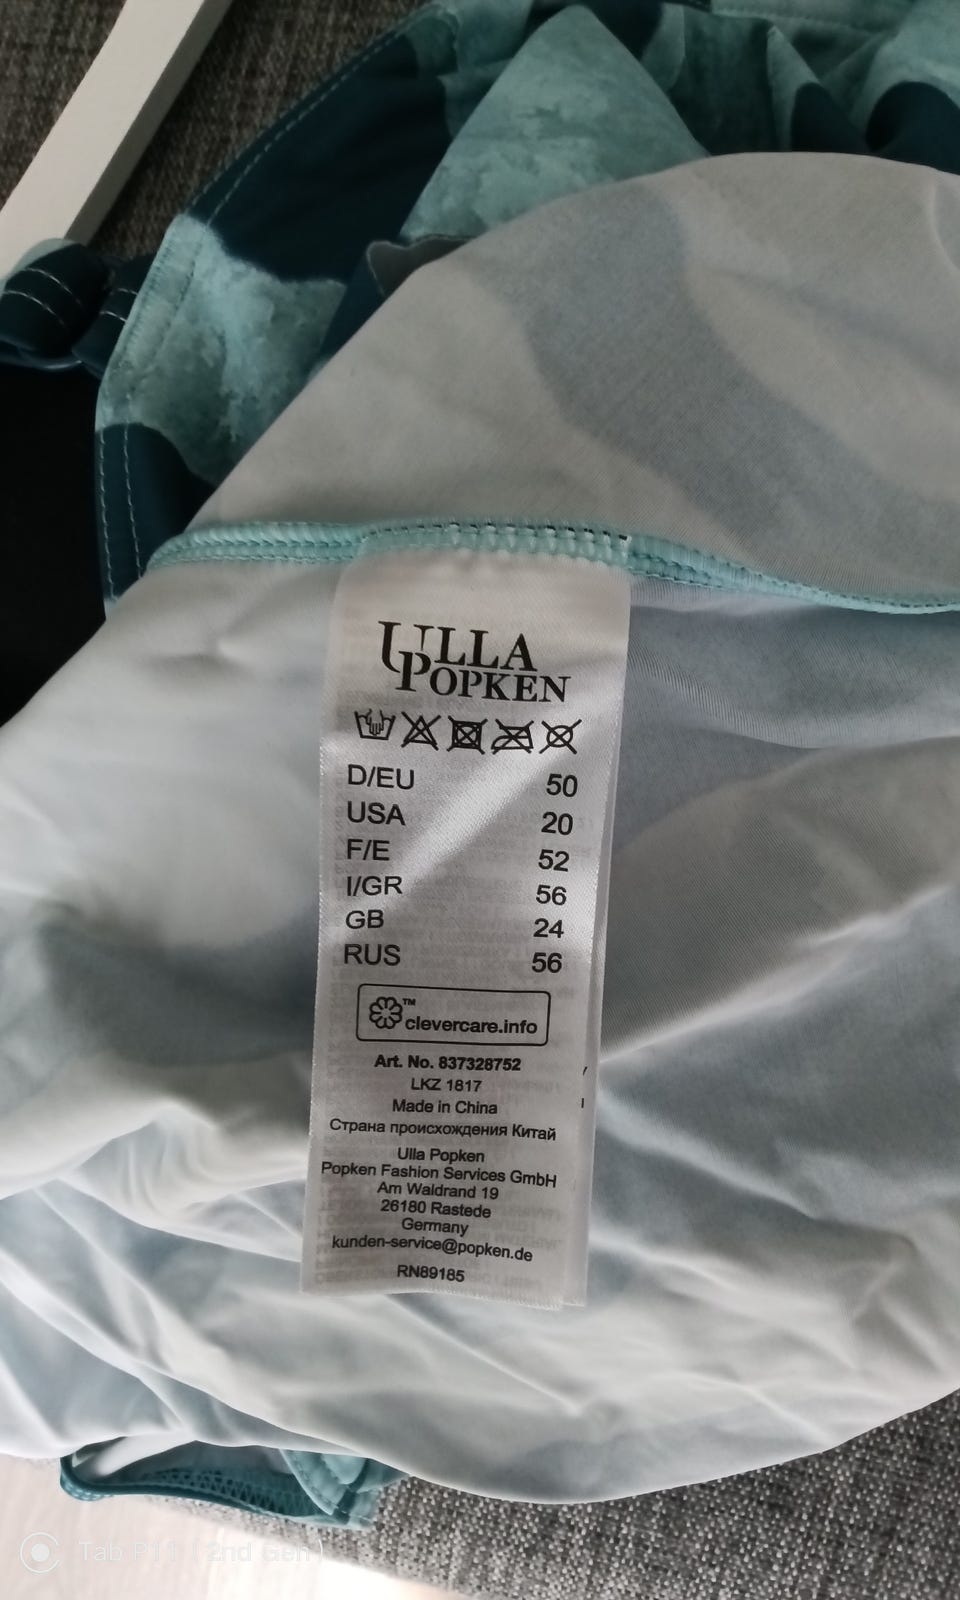 ULLA
POPKEN
D/EU 50
USA 20
F/E 52
I/GR 56
GB 24
RUS 56
™
clevercare.info
Art. No. 837328752
LKZ 1817
Made in China
Страна происхождения Китай
Ulla Popken
Popken Fashion Services GmbH
Am Waldrand 19
26180 Rastede
Germany
kunden-service@popken.de
RN89185
Tab P11 (2nd Gen)